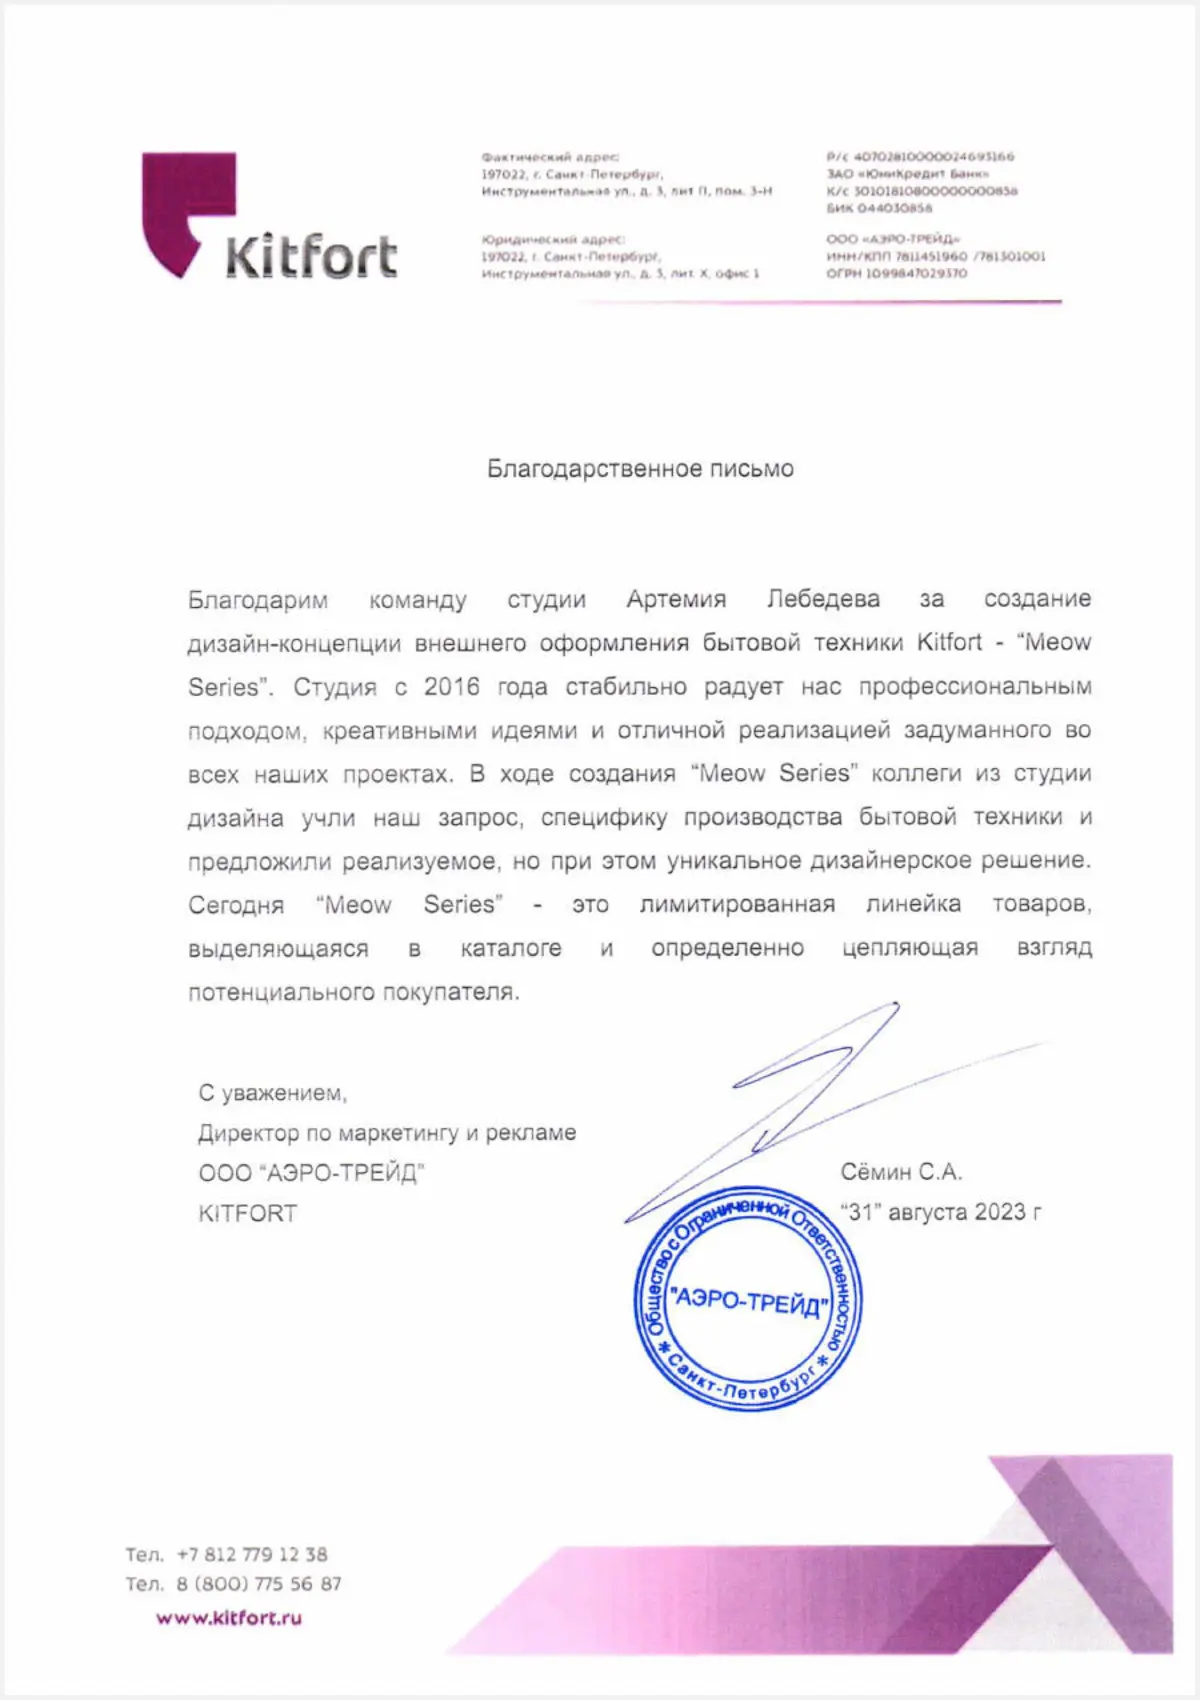 Kitfort
Фактический адрес:
197022, г. Санкт-Петербург,
Инструментальная ул., д. 3, лит П, пом. 3-Н
Юридический адрес:
197022, г. Санкт-Петербург,
Инструментальная ул., д. 3, лит. Х, офис 1
Р/с 40702810000024693166
ЗАО «ЮниКредит Банк»
К/с 30101810800000000858
БИК 044030858
ООО «АЭРО-ТРЕЙД»
ИНН/КПП 7811451960 /781301001
ОГРН 1099847029370
Благодарственное письмо
Благодарим команду студии Артемия Лебедева за создание
дизайн-концепции внешнего оформления бытовой техники Kitfort - “Meow
Series”. Студия с 2016 года стабильно радует нас профессиональным
подходом, креативными идеями и отличной реализацией задуманного во
всех наших проектах. В ходе создания “Meow Series” коллеги из студии
дизайна учли наш запрос, специфику производства бытовой техники и
предложили реализуемое, но при этом уникальное дизайнерское решение.
Сегодня “Meow Series” - это лимитированная линейка товаров,
выделяющаяся в каталоге и определенно цепляющая взгляд
потенциального покупателя.
С уважением,
Директор по маркетингу и рекламе
ООО “АЭРО-ТРЕЙД”
KITFORT
Сёмин С.А.
“31” августа 2023 г
Общество с Ограниченной Ответственностью
"АЭРО-ТРЕЙД"
* Санкт-Петербург *
Тел. +7 812 779 12 38
Тел. 8 (800) 775 56 87
www.kitfort.ru